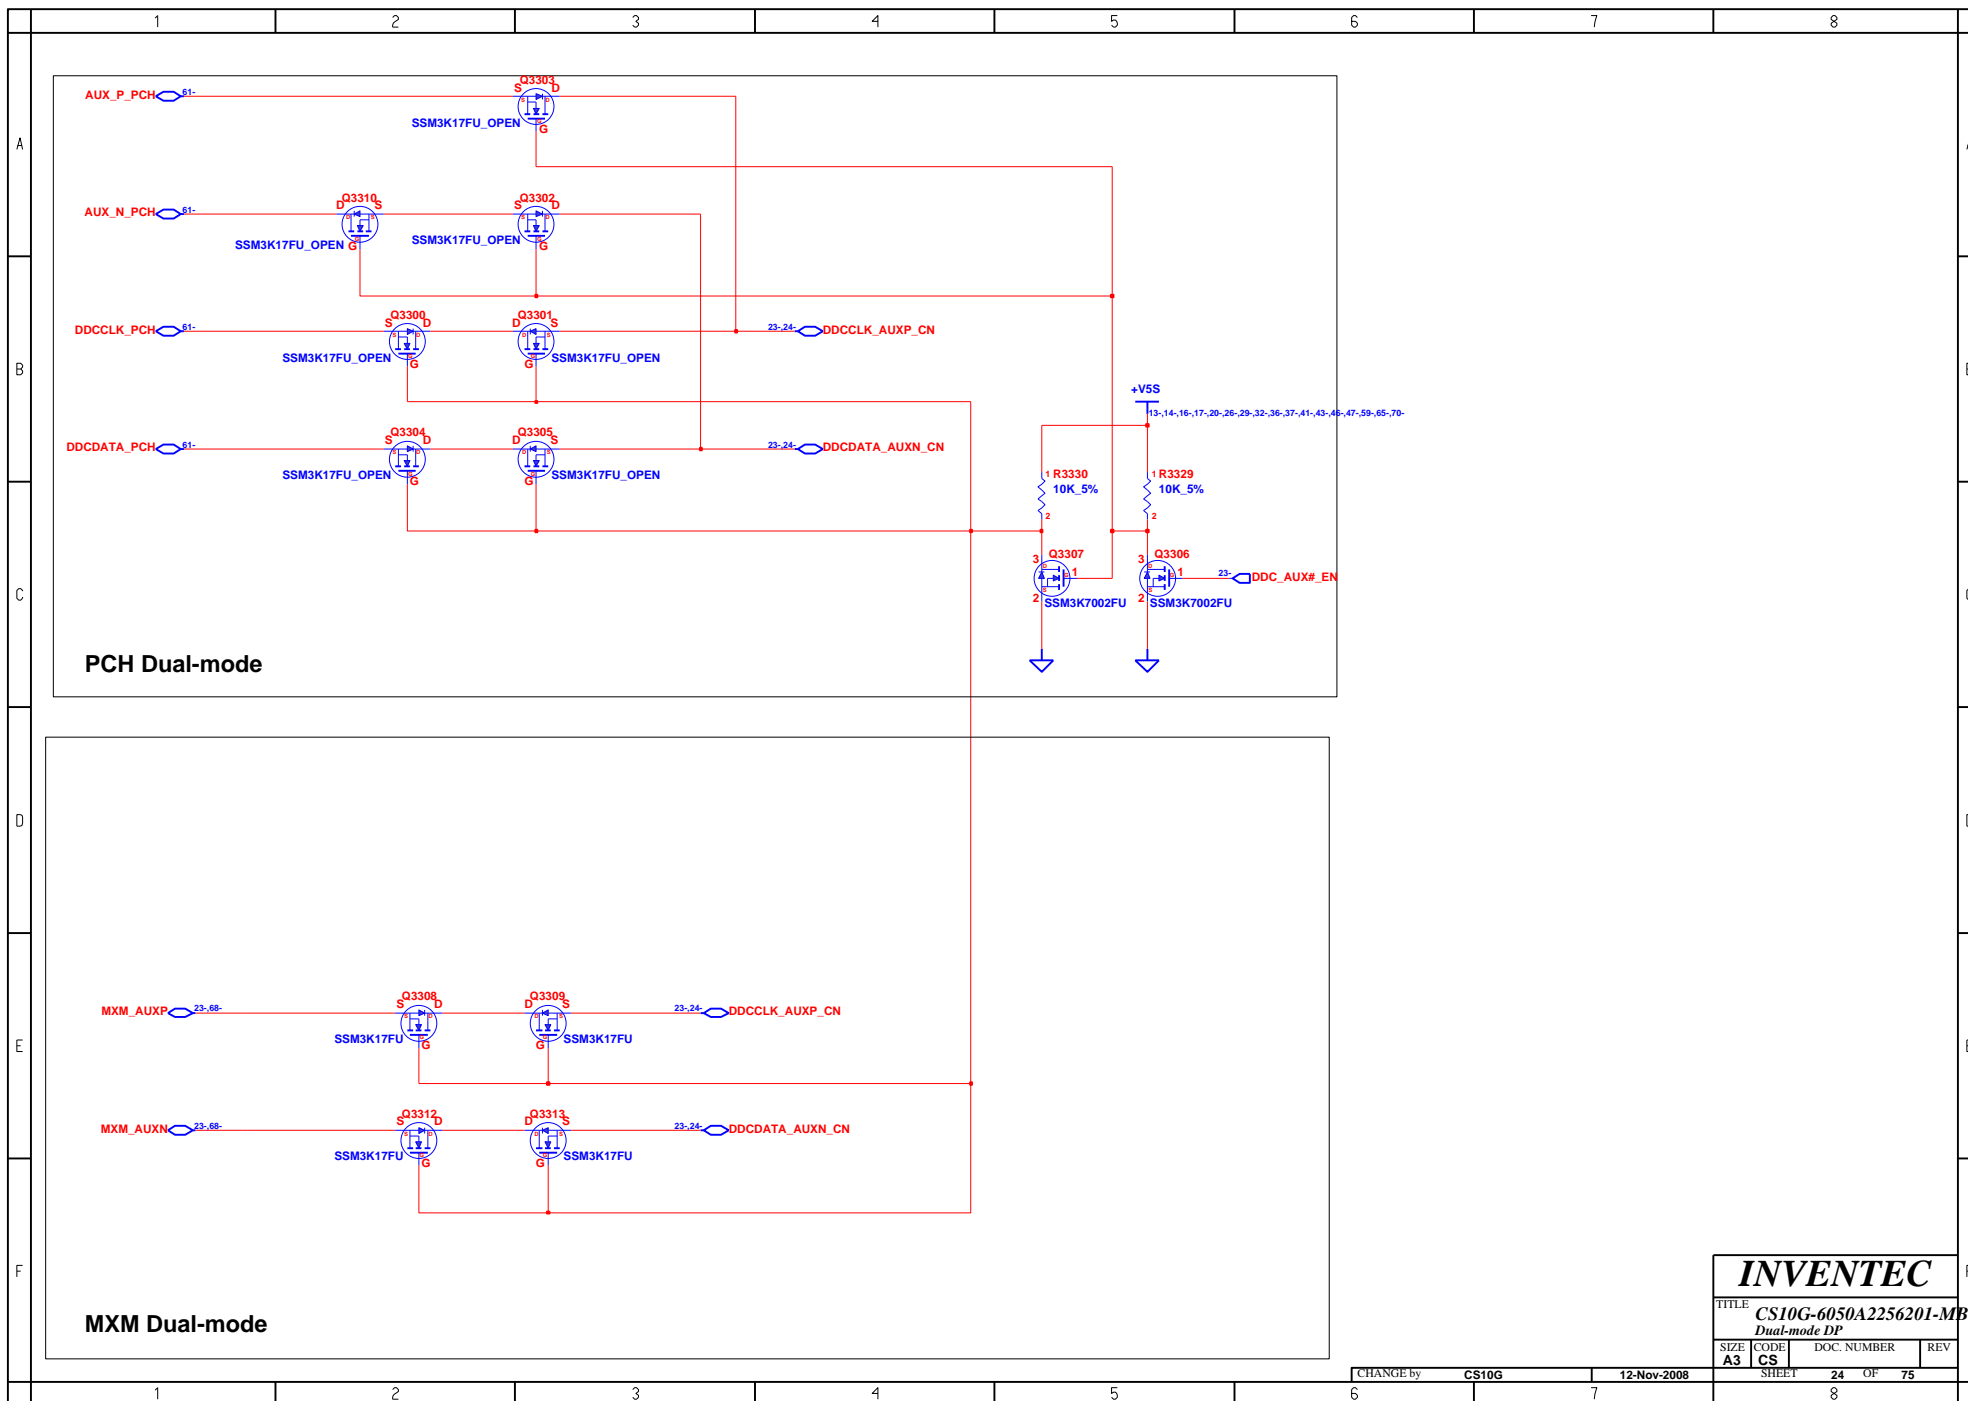 1 2 3 4 5 6 7 8
Q3303
AUX_P_PCH 61- S D
SSM3K17FU_OPEN G
A
Q3310 Q3302
AUX_N_PCH 61- D S S D
SSM3K17FU_OPEN G SSM3K17FU_OPEN G
Q3300 Q3301
DDCCLK_PCH 61- S D D S 23-,24- DDCCLK_AUXP_CN
SSM3K17FU_OPEN G G SSM3K17FU_OPEN
B
+V5S
13-,14-,16-,17-,20-,26-,29-,32-,36-,37-,41-,43-,46-,47-,59-,65-,70-
Q3304 Q3305
DDCDATA_PCH 61- S D D S 23-,24- DDCDATA_AUXN_CN
SSM3K17FU_OPEN G G SSM3K17FU_OPEN
1 R3330 1 R3329
10K_5% 10K_5%
2 2
3 Q3307 3 Q3306
1 1 23- DDC_AUX#_EN
C
2 SSM3K7002FU 2 SSM3K7002FU
PCH Dual-mode
D
Q3308 Q3309
MXM_AUXP 23-,68- S D D S 23-,24- DDCCLK_AUXP_CN
SSM3K17FU G G SSM3K17FU
E
Q3312 Q3313
MXM_AUXN 23-,68- S D D S 23-,24- DDCDATA_AUXN_CN
SSM3K17FU G G SSM3K17FU
F
MXM Dual-mode
INVENTEC
TITLE CS10G-6050A2256201-MB
Dual-mode DP
SIZE CODE DOC. NUMBER REV
A3 CS
CHANGE by CS10G 12-Nov-2008 SHEET 24 OF 75
1 2 3 4 5 6 7 8